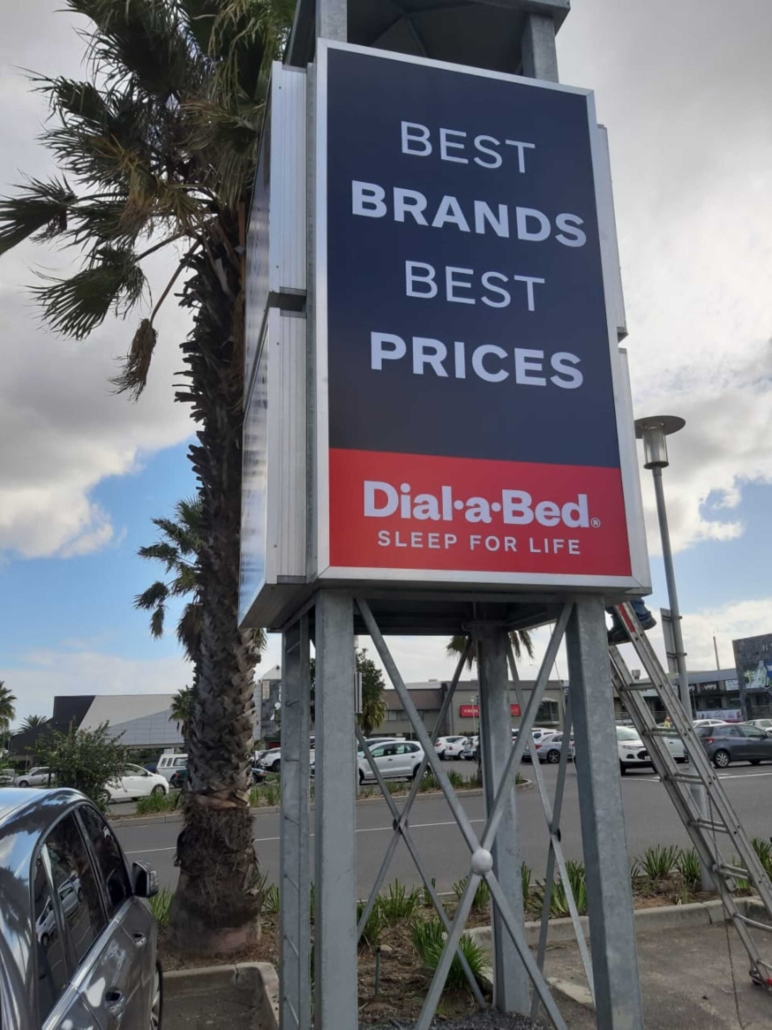 BEST
BRANDS
BEST
PRICES
Dial·a·Bed®
SLEEP FOR LIFE